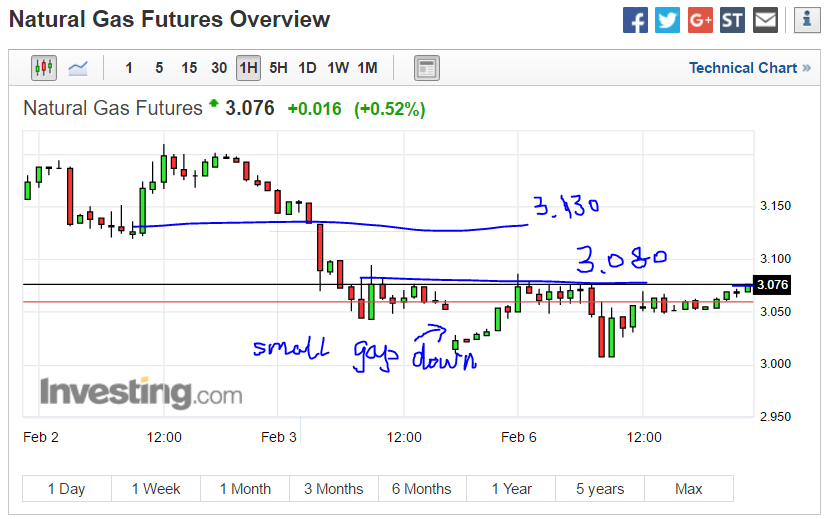 Natural Gas Futures Overview
f g+ ST i
1 5 15 30 1H 5H 1D 1W 1M Technical Chart »
Natural Gas Futures 3.076 +0.016 (+0.52%)
3.130
3.150
3.080
3.100
3.076
3.050
small gap down
3.000
Investing.com
2.950
Feb 2 12:00 Feb 3 12:00 Feb 6 12:00
1 Day 1 Week 1 Month 3 Months 6 Months 1 Year 5 years Max